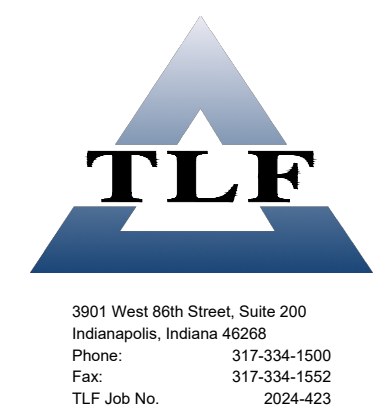 TLF
3901 West 86th Street, Suite 200
Indianapolis, Indiana 46268
Phone: 317-334-1500
Fax: 317-334-1552
TLF Job No. 2024-423